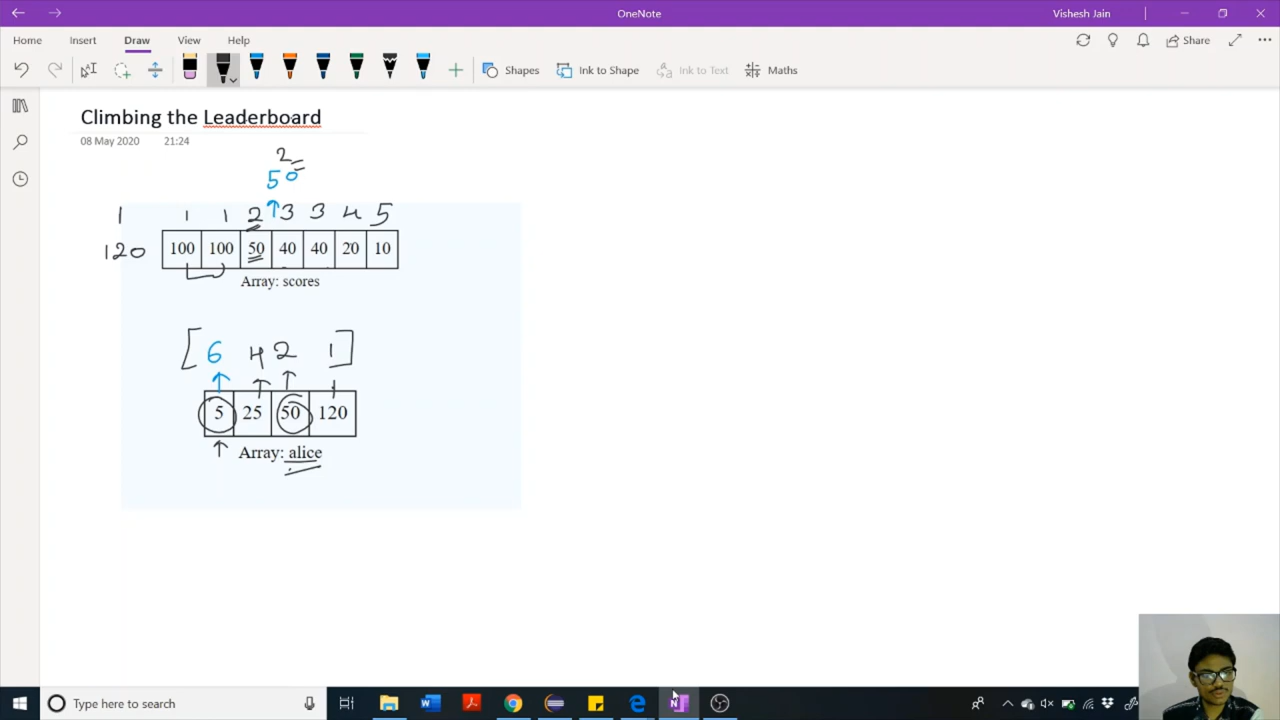 OneNote
Vishesh Jain
Home Insert Draw View Help
Share
Shapes Ink to Shape Ink to Text Maths
Climbing the Leaderboard
08 May 2020 21:24
2
50
1 1 1 2 3 3 4 5
120 100 100 50 40 40 20 10
Array: scores
[6 4 2 1]
5 25 50 120
Array: alice
Type here to search